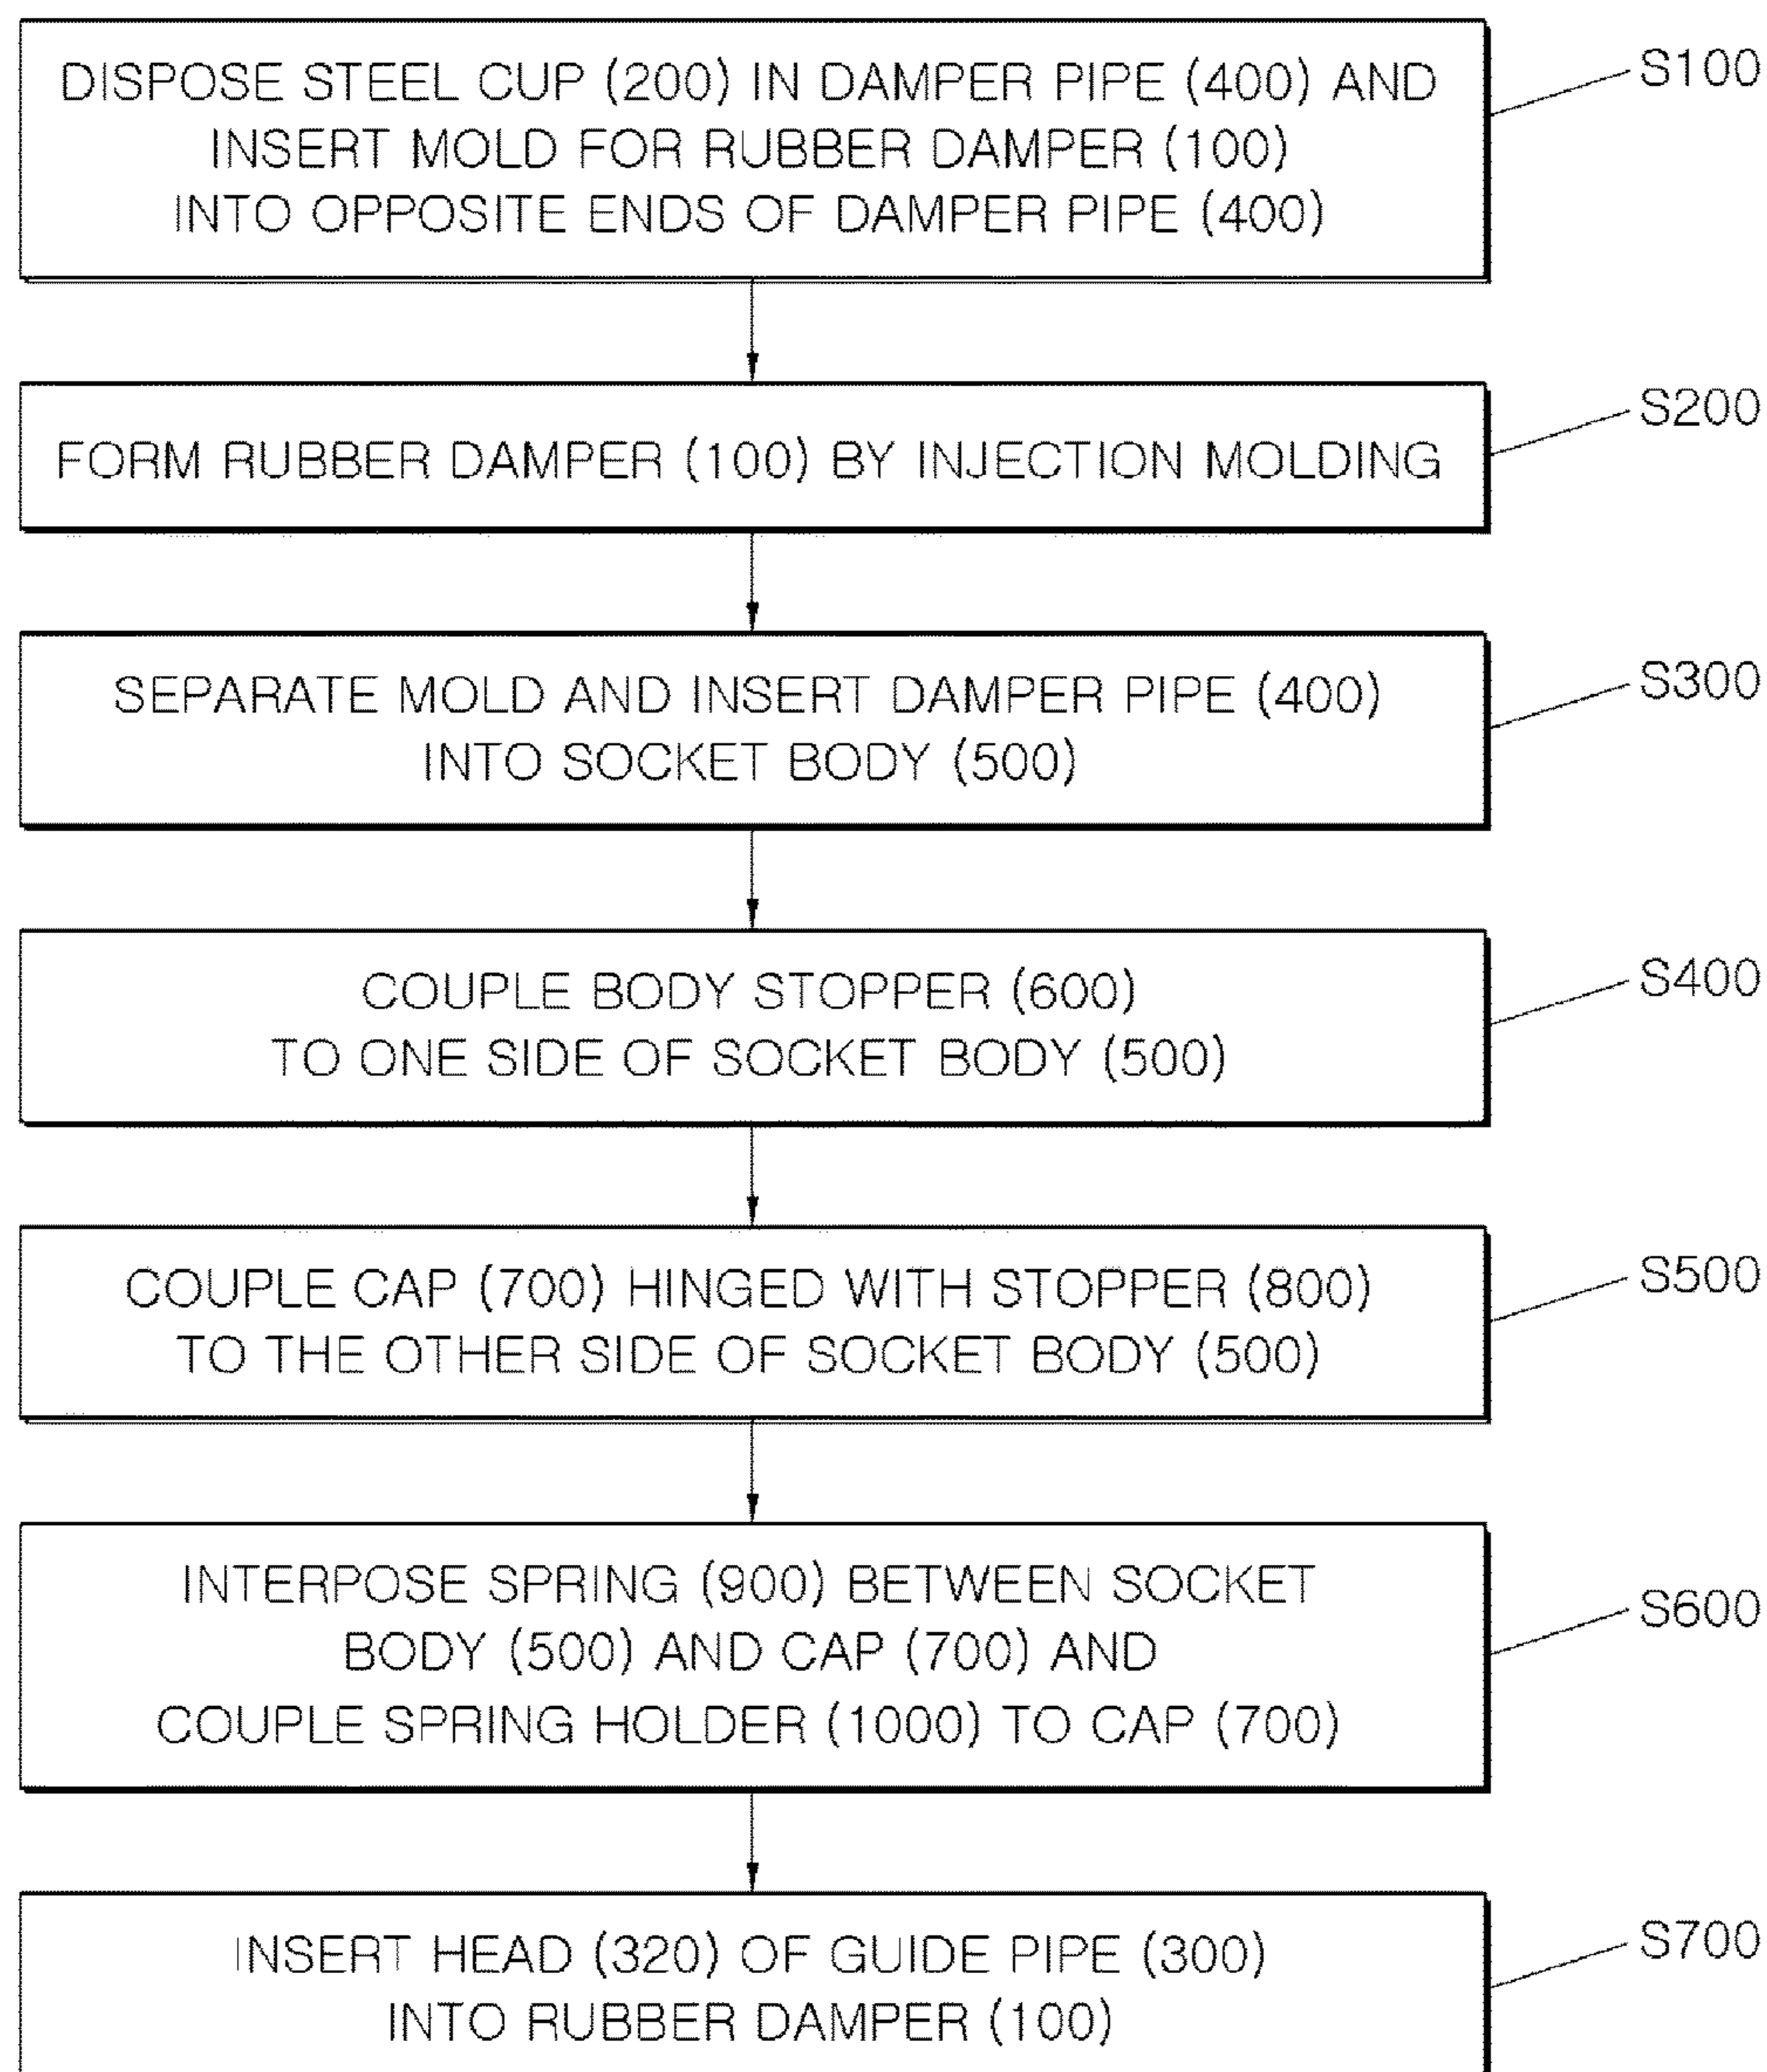 DISPOSE STEEL CUP (200) IN DAMPER PIPE (400) AND
INSERT MOLD FOR RUBBER DAMPER (100)
INTO OPPOSITE ENDS OF DAMPER PIPE (400)
S100
FORM RUBBER DAMPER (100) BY INJECTION MOLDING
S200
SEPARATE MOLD AND INSERT DAMPER PIPE (400)
INTO SOCKET BODY (500)
S300
COUPLE BODY STOPPER (600)
TO ONE SIDE OF SOCKET BODY (500)
S400
COUPLE CAP (700) HINGED WITH STOPPER (800)
TO THE OTHER SIDE OF SOCKET BODY (500)
S500
INTERPOSE SPRING (900) BETWEEN SOCKET
BODY (500) AND CAP (700) AND
COUPLE SPRING HOLDER (1000) TO CAP (700)
S600
INSERT HEAD (320) OF GUIDE PIPE (300)
INTO RUBBER DAMPER (100)
S700